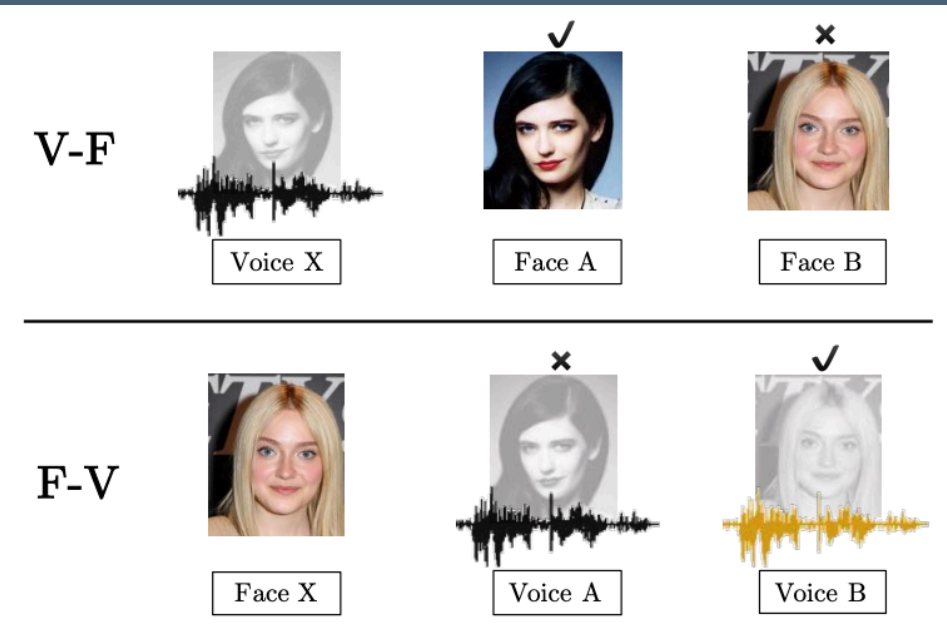 V-F
Voice X
Face A
Face B
F-V
Face X
Voice A
Voice B